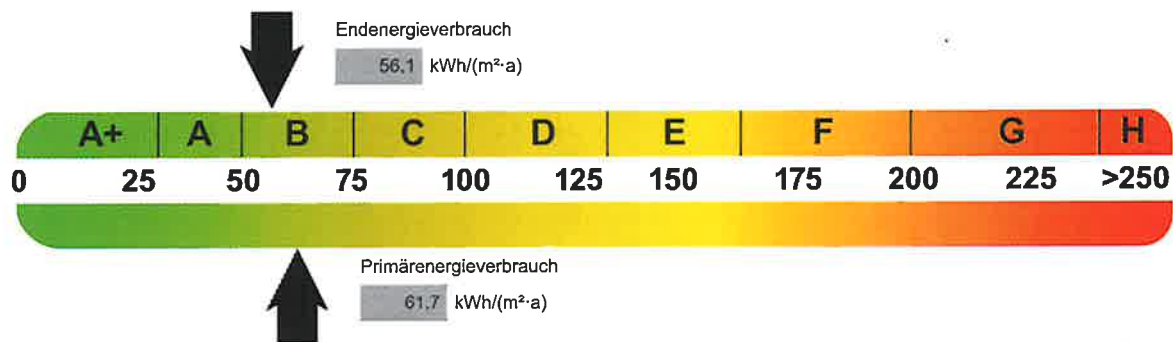 Endenergieverbrauch
56.1 kWh/(m²·a)
A+ A B C D E F G H
0 25 50 75 100 125 150 175 200 225 >250
Primärenergieverbrauch
61.7 kWh/(m²·a)